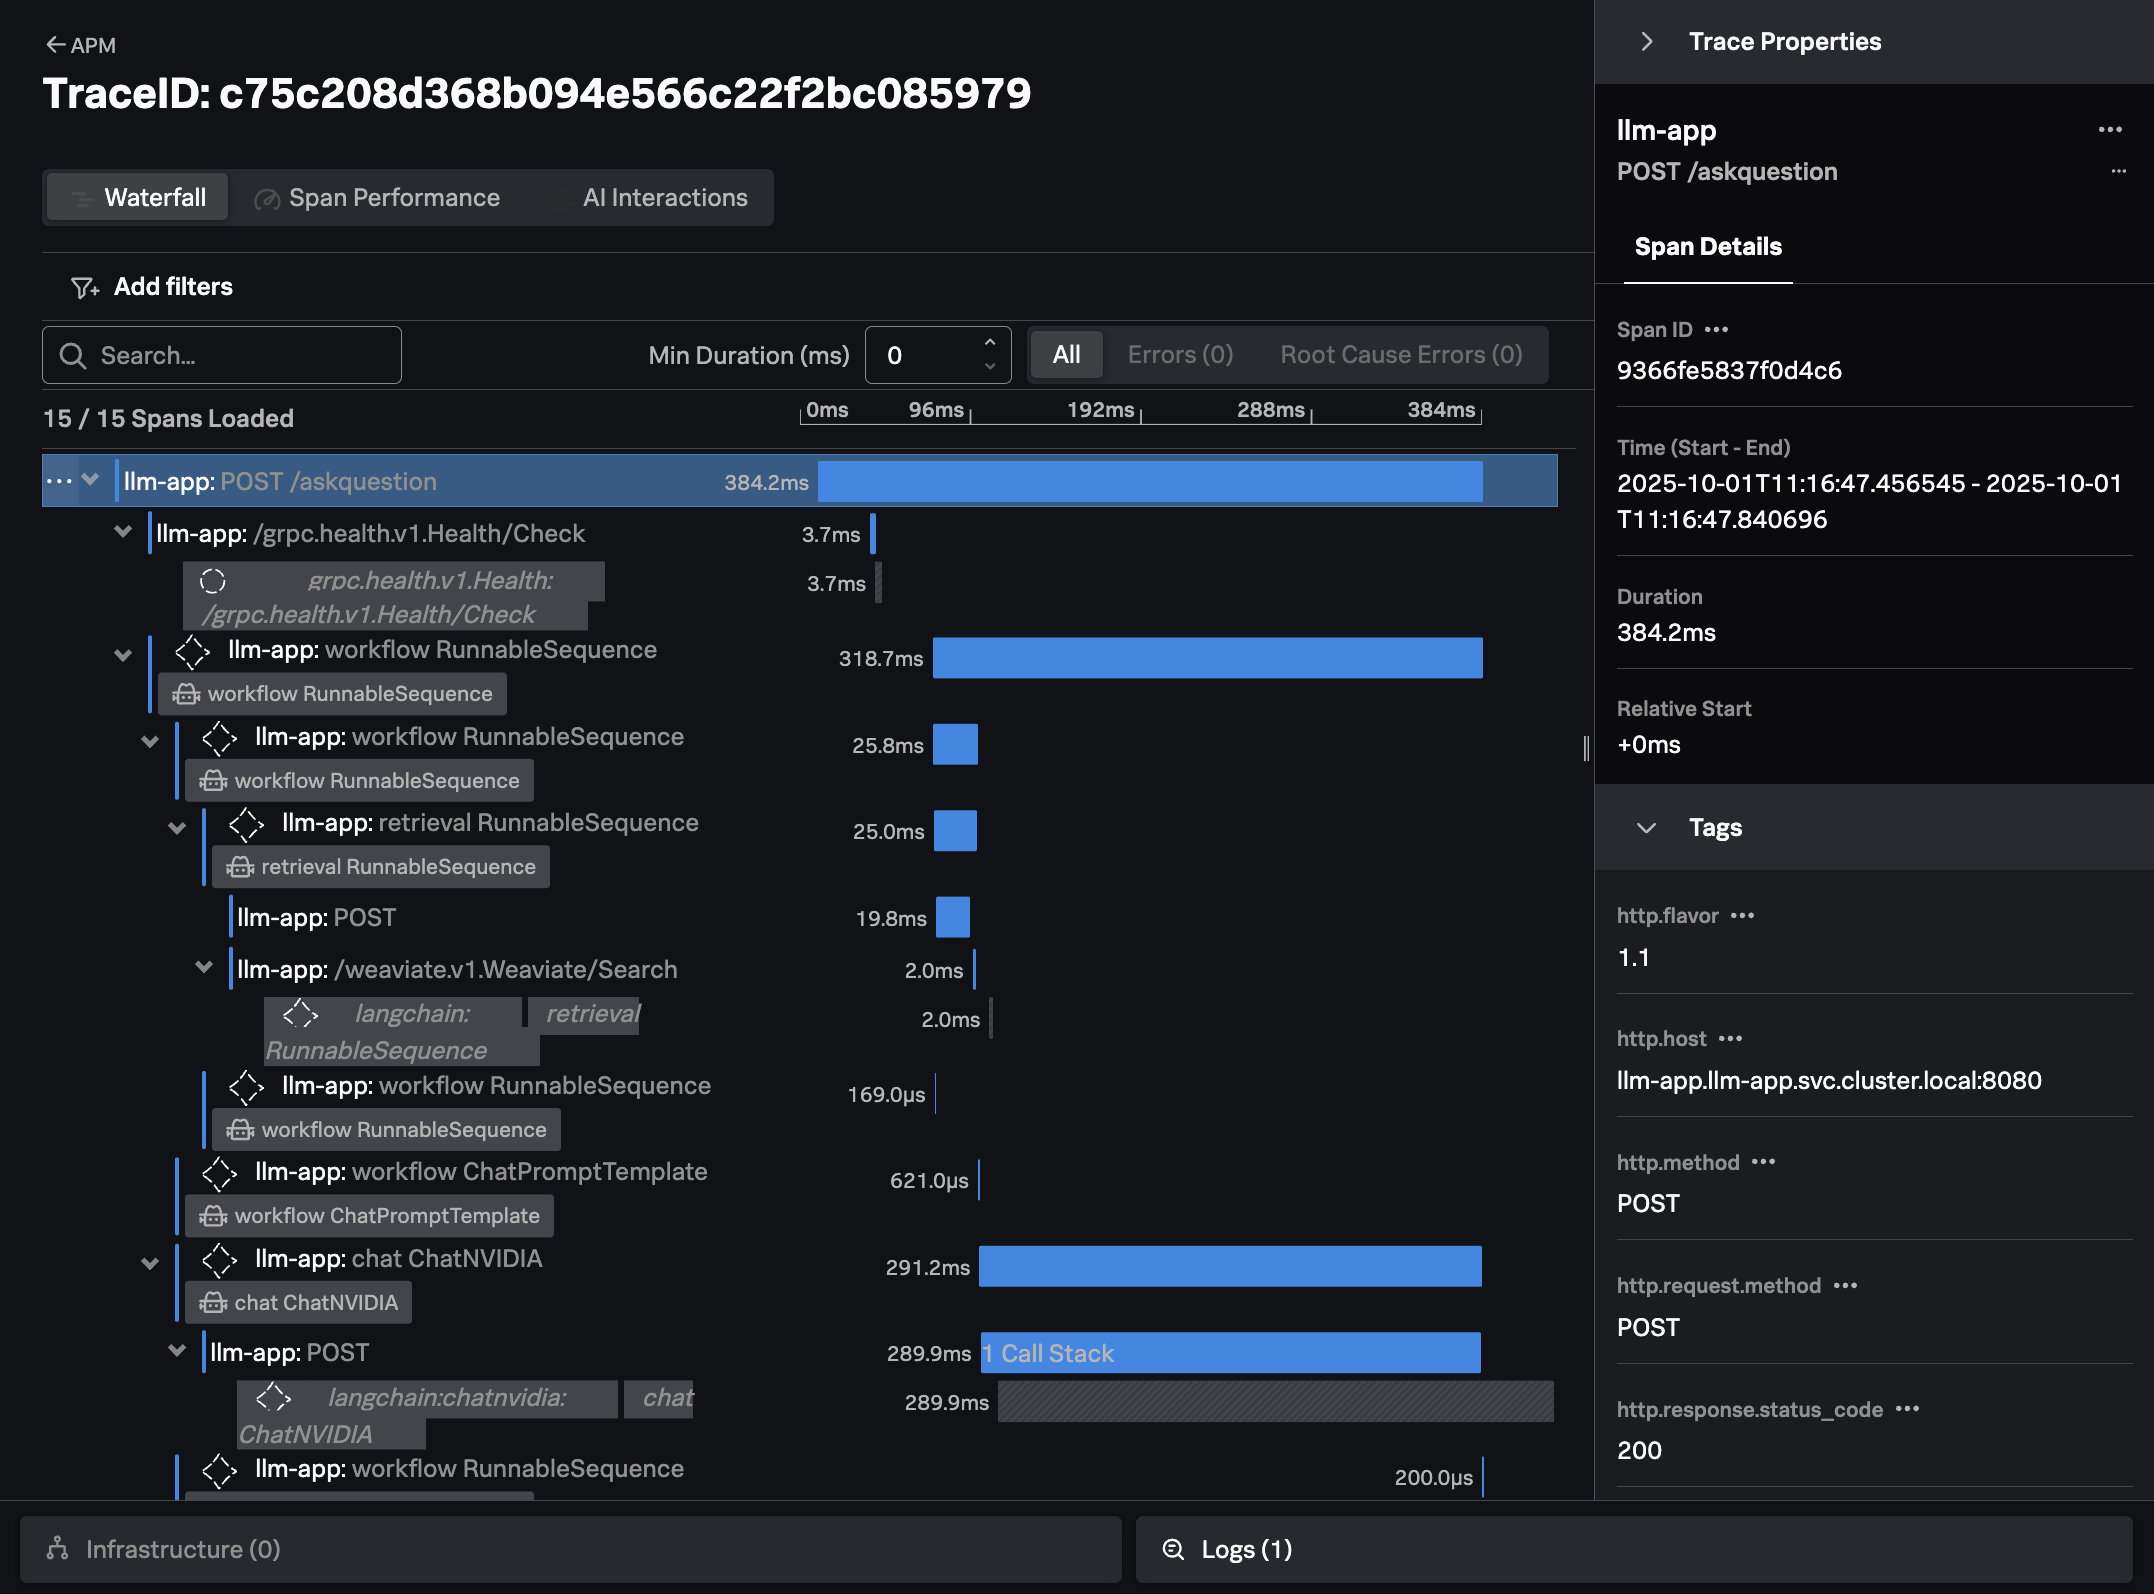 APM
TraceID: c75c208d368b094e566c22f2bc085979
Waterfall
Span Performance
AI Interactions
Add filters
Search...
Min Duration (ms)
0
All
Errors (0)
Root Cause Errors (0)
15 / 15 Spans Loaded
0ms
96ms
192ms
288ms
384ms
llm-app: POST /askquestion
384.2ms
llm-app: /grpc.health.v1.Health/Check
3.7ms
grpc.health.v1.Health:
/grpc.health.v1.Health/Check
3.7ms
llm-app: workflow RunnableSequence
318.7ms
workflow RunnableSequence
llm-app: workflow RunnableSequence
25.8ms
workflow RunnableSequence
llm-app: retrieval RunnableSequence
25.0ms
retrieval RunnableSequence
llm-app: POST
19.8ms
llm-app: /weaviate.v1.Weaviate/Search
2.0ms
langchain: retrieval
RunnableSequence
2.0ms
llm-app: workflow RunnableSequence
169.0µs
workflow RunnableSequence
llm-app: workflow ChatPromptTemplate
621.0µs
workflow ChatPromptTemplate
llm-app: chat ChatNVIDIA
291.2ms
chat ChatNVIDIA
llm-app: POST
289.9ms
1 Call Stack
langchain:chatnvidia: chat
ChatNVIDIA
289.9ms
llm-app: workflow RunnableSequence
200.0µs
Infrastructure (0)
Logs (1)
Trace Properties
llm-app
POST /askquestion
Span Details
Span ID
9366fe5837f0d4c6
Time (Start - End)
2025-10-01T11:16:47.456545 - 2025-10-01
T11:16:47.840696
Duration
384.2ms
Relative Start
+0ms
Tags
http.flavor
1.1
http.host
llm-app.llm-app.svc.cluster.local:8080
http.method
POST
http.request.method
POST
http.response.status_code
200